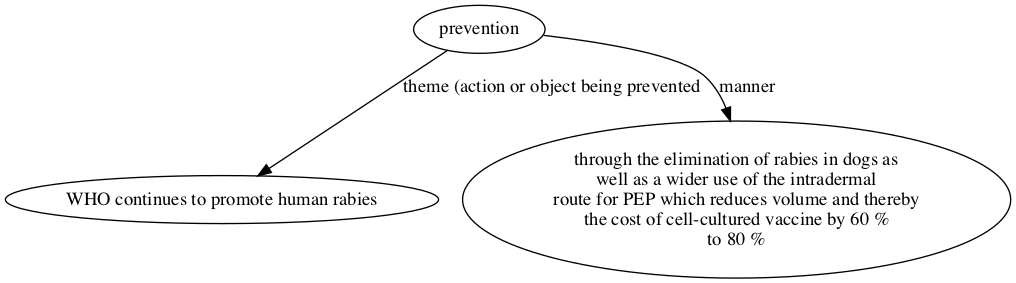 prevention
theme (action or object being prevented
manner
WHO continues to promote human rabies
through the elimination of rabies in dogs as
well as a wider use of the intradermal
route for PEP which reduces volume and thereby
the cost of cell-cultured vaccine by 60 %
to 80 %